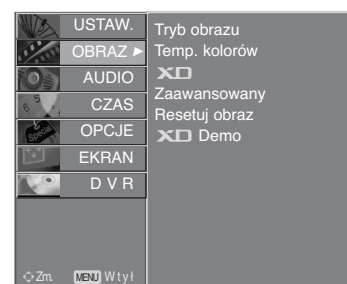 USTAW.
OBRAZ ►
AUDIO
CZAS
OPCJE
EKRAN
D V R
Tryb obrazu
Temp. kolorów
XD
Zaawansowany
Resetuj obraz
XD Demo
Special
Zm. MENU Wtył